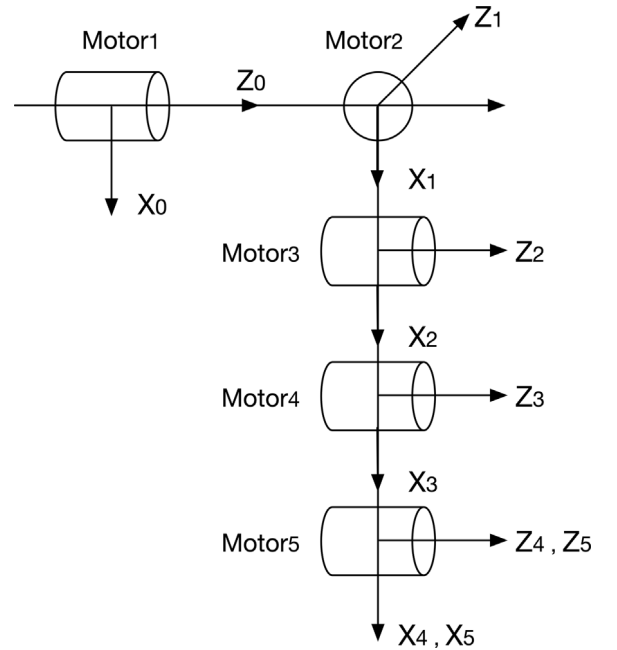 Z1
Motor1
Motor2
Z0
X1
X0
Motor3
Z2
X2
Motor4
Z3
X3
Motor5
Z4 , Z5
X4 , X5